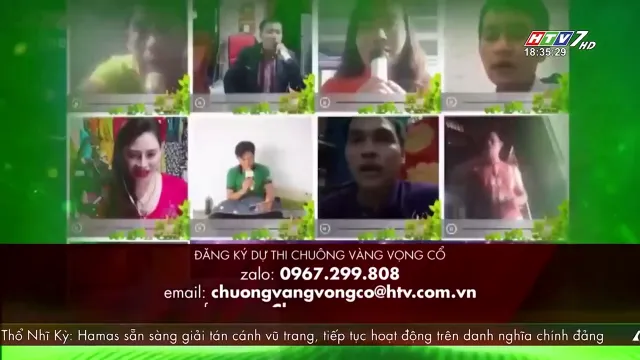 HTV7 HD
18:35:29
ĐĂNG KÝ DỰ THI CHUÔNG VÀNG VỌNG CỔ
zalo: 0967.299.808
email: chuongvangvongco@htv.com.vn
Thổ Nhĩ Kỳ: Hamas sẵn sàng giải tán cánh vũ trang, tiếp tục hoạt động trên danh nghĩa chính đảng